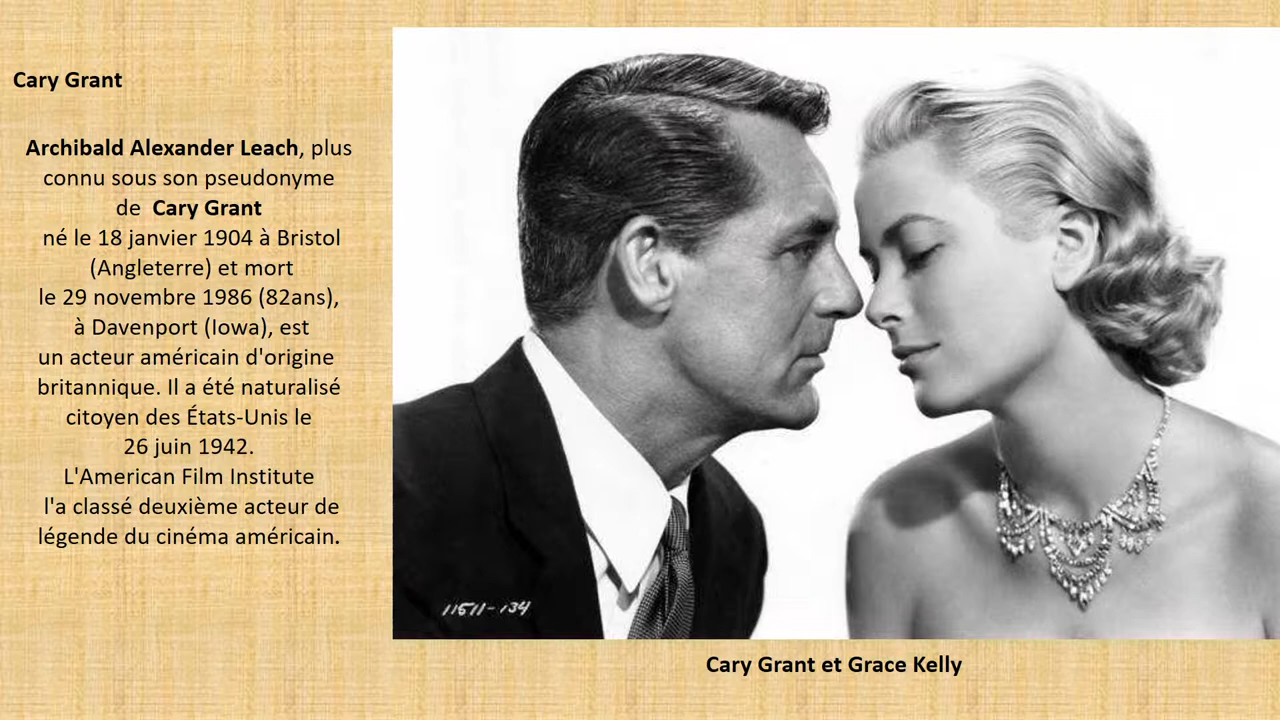 Cary Grant
Archibald Alexander Leach, plus
connu sous son pseudonyme
de Cary Grant
né le 18 janvier 1904 à Bristol
(Angleterre) et mort
le 29 novembre 1986 (82ans),
à Davenport (Iowa), est
un acteur américain d'origine
britannique. Il a été naturalisé
citoyen des États-Unis le
26 juin 1942.
L'American Film Institute
l'a classé deuxième acteur de
légende du cinéma américain.
11511-134
Cary Grant et Grace Kelly